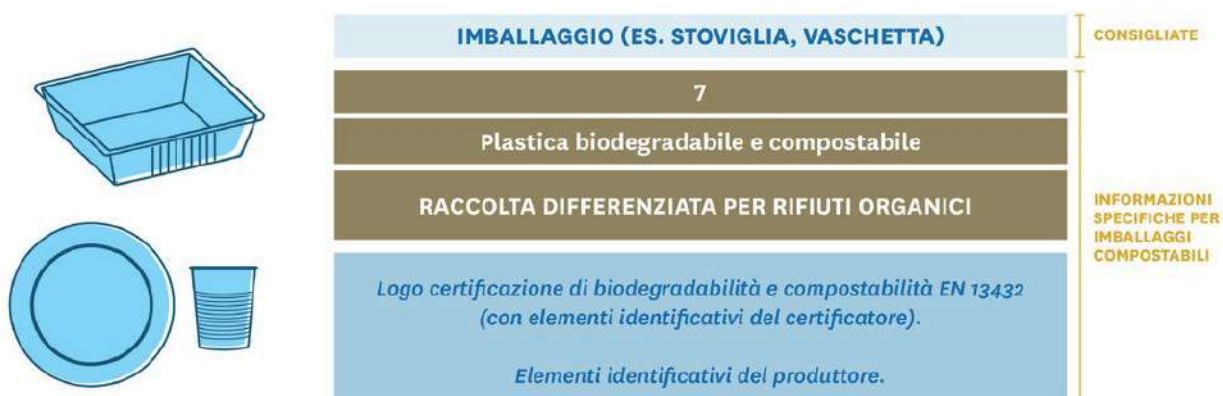 IMBALLAGGIO (ES. STOVIGLIA, VASCHETTA)
CONSIGLIATE
7
Plastica biodegradabile e compostabile
RACCOLTA DIFFERENZIATA PER RIFIUTI ORGANICI
INFORMAZIONI
SPECIFICHE PER
IMBALLAGGI
COMPOSTABILI
Logo certificazione di biodegradabilità e compostabilità EN 13432
(con elementi identificativi del certificatore).
Elementi identificativi del produttore.